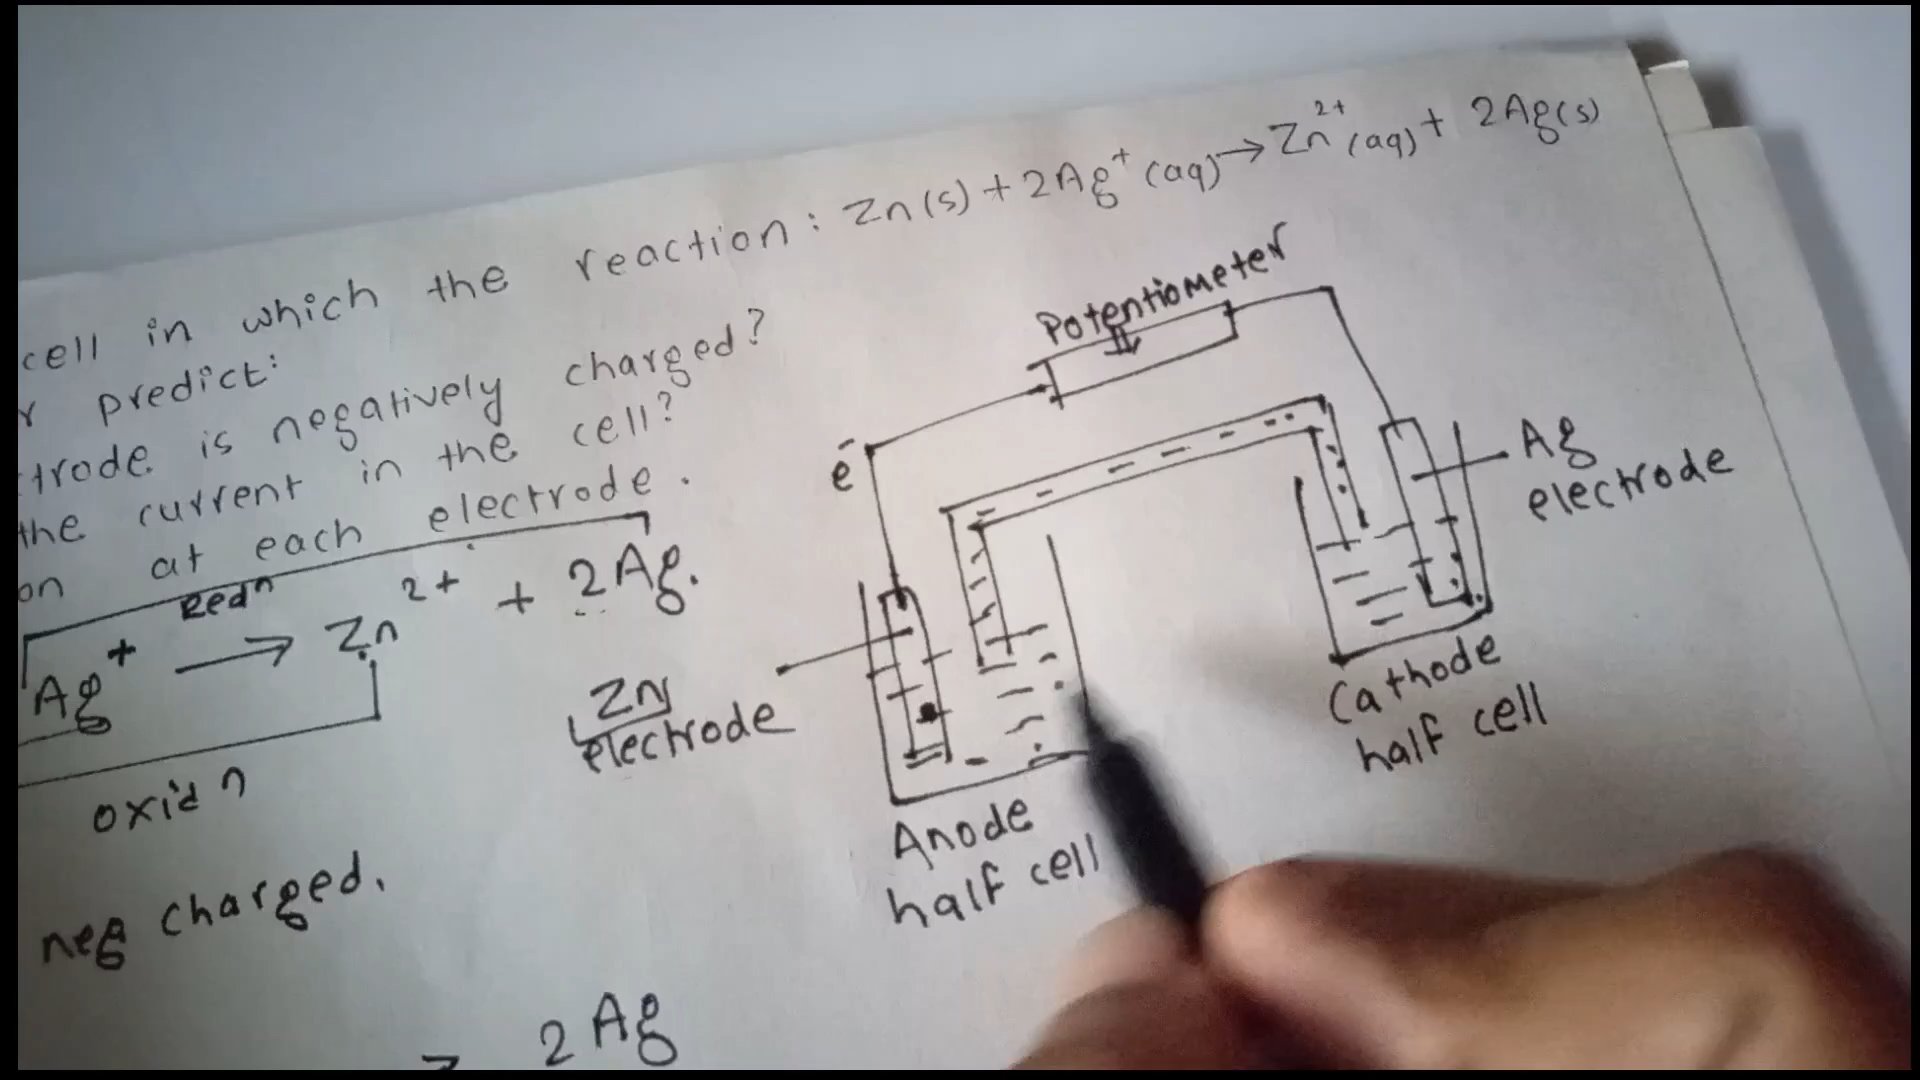 cell in which the reaction : Zn(s) + 2Ag⁺ (aq) → Zn²⁺ (aq) + 2Ag(s)
r predict:
trode is negatively charged?
the current in the cell?
on at each electrode.
Redⁿ
Ag⁺ → Zn²⁺ + 2Ag.
oxid n
neg charged.
→ 2Ag
Potentiometer
e⁻
Ag
electrode
Zn
electrode
Cathode
half cell
Anode
half cell